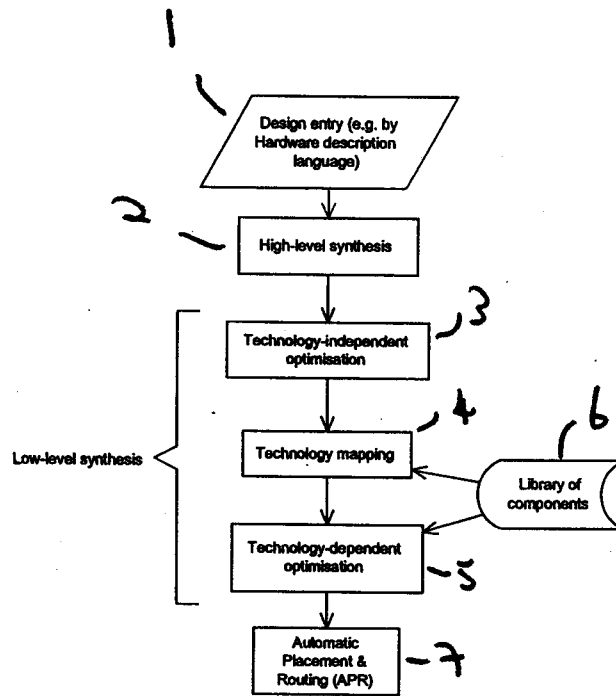 1
Design entry (e.g. by
Hardware description
language)
2
High-level synthesis
3
Technology-independent
optimisation
4
6
Low-level synthesis
Technology mapping
Library of
components
Technology-dependent
optimisation
5
Automatic
Placement &
Routing (APR)
7